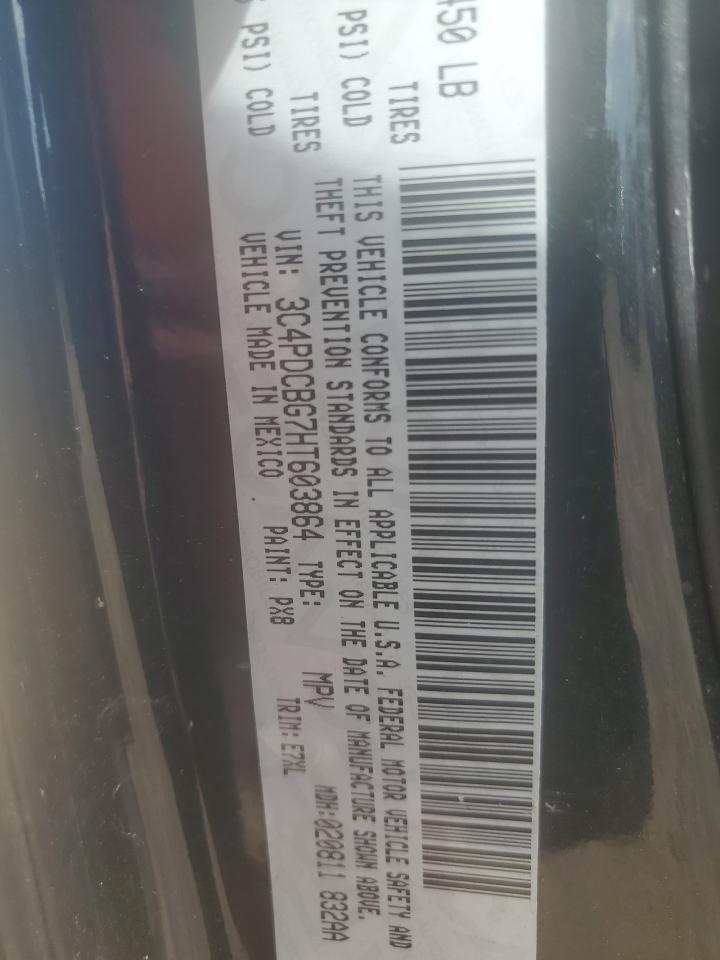 450 LB
TIRES
PSI) COLD
TIRES
PSI) COLD
THIS VEHICLE CONFORMS TO ALL APPLICABLE U.S.A. FEDERAL MOTOR VEHICLE SAFETY AND
THEFT PREVENTION STANDARDS IN EFFECT ON THE DATE OF MANUFACTURE SHOWN ABOVE.
VIN: 3C4PDCBG7HT603864 TYPE: MPV MDH:020811 832AA
VEHICLE MADE IN MEXICO PAINT: PX8 TRIM: E7XL